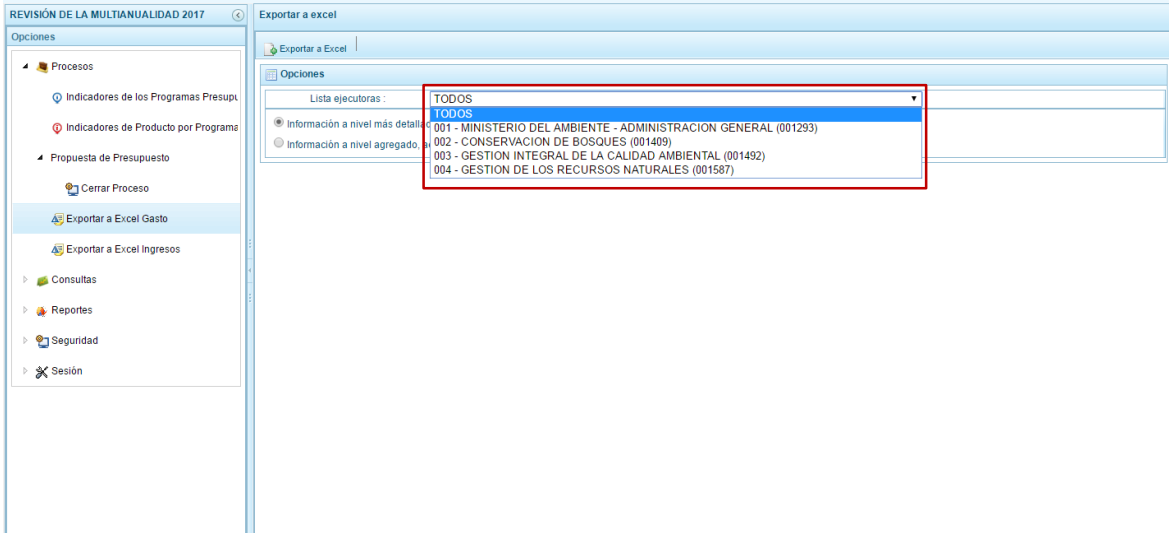 REVISIÓN DE LA MULTIANUALIDAD 2017
Opciones
Procesos
Indicadores de los Programas Presupu
Indicadores de Producto por Programa
Propuesta de Presupuesto
Cerrar Proceso
Exportar a Excel Gasto
Exportar a Excel Ingresos
Consultas
Reportes
Seguridad
Sesión
Exportar a excel
Exportar a Excel
Opciones
Lista ejecutoras : TODOS
TODOS
001 - MINISTERIO DEL AMBIENTE - ADMINISTRACION GENERAL (001293)
002 - CONSERVACION DE BOSQUES (001409)
003 - GESTION INTEGRAL DE LA CALIDAD AMBIENTAL (001492)
004 - GESTION DE LOS RECURSOS NATURALES (001587)
Información a nivel más detallad
Información a nivel agregado,